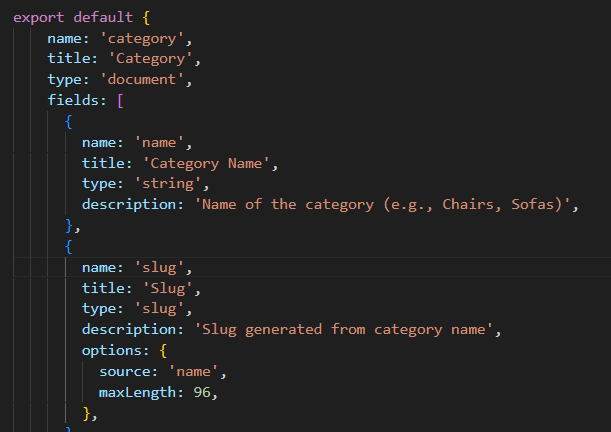 export default {
name: 'category',
title: 'Category',
type: 'document',
fields: [
{
name: 'name',
title: 'Category Name',
type: 'string',
description: 'Name of the category (e.g., Chairs, Sofas)',
},
{
name: 'slug',
title: 'Slug',
type: 'slug',
description: 'Slug generated from category name',
options: {
source: 'name',
maxLength: 96,
},
}